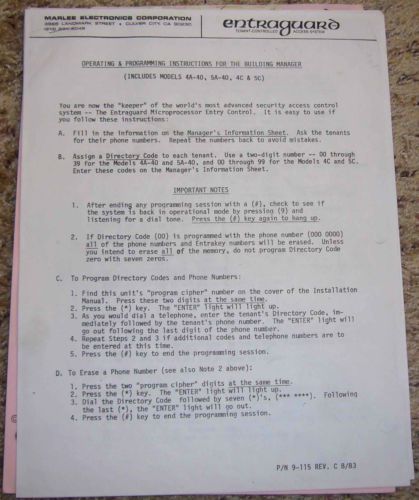 MARLEE ELECTRONICS CORPORATION
LANDMARK STREET • CULVER CITY, CA 90230
entraguard
TENANT-CONTROLLED ACCESS SYSTEM
OPERATING & PROGRAMMING INSTRUCTIONS FOR THE BUILDING MANAGER
(INCLUDES MODELS 4A-40, 5A-40, 4C & 5C)
You are now the "keeper" of the world's most advanced security access control
system -- The Entraguard Microprocessor Entry Control. It is easy to use if
you follow these instructions:
A. Fill in the information on the Manager's Information Sheet. Ask the tenants
for their phone numbers. Repeat the numbers back to avoid mistakes.
B. Assign a Directory Code to each tenant. Use a two-digit number -- 00 through
39 for the Models 4A-40 and 5A-40, and 00 through 99 for the Models 4C and 5C.
Enter these codes on the Manager's Information Sheet.
IMPORTANT NOTES
1. After ending any programming session with a (#), check to see if
the system is back in operational mode by pressing (9) and
listening for a dial tone. Press the (#) key again to hang up.
2. If Directory Code (00) is programmed with the phone number (000 0000)
all of the phone numbers and Entrakey numbers will be erased. Unless
you intend to erase all of the memory, do not program Directory Code
zero with seven zeros.
C. To Program Directory Codes and Phone Numbers:
1. Find this unit's "program cipher" number on the cover of the Installation
Manual. Press these two digits at the same time.
2. Press the (*) key. The "ENTER" light will light up.
3. As you would dial a telephone, enter the tenant's Directory Code, im-
mediately followed by the tenant's phone number. The "ENTER" light will
go out following the last digit of the phone number.
4. Repeat Steps 2 and 3 if additional codes and telephone numbers are to
be entered at this time.
5. Press the (#) key to end the programming session.
D. To Erase a Phone Number (see also Note 2 above):
1. Press the two "program cipher" digits at the same time.
2. Press the (*) key. The "ENTER" light will light up.
3. Dial the Directory Code followed by seven (*)'s, (*** ****). Following
the last (*), the "ENTER" light will go out.
4. Press the (#) key to end the programming session.
P/N 9-115 REV. C 8/83